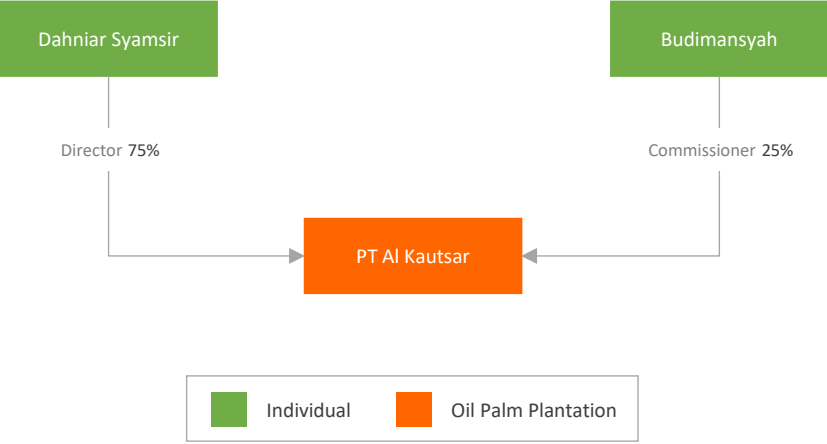 Dahniar Syamsir
Budimansyah
Director 75%
Commissioner 25%
PT Al Kautsar
Individual
Oil Palm Plantation